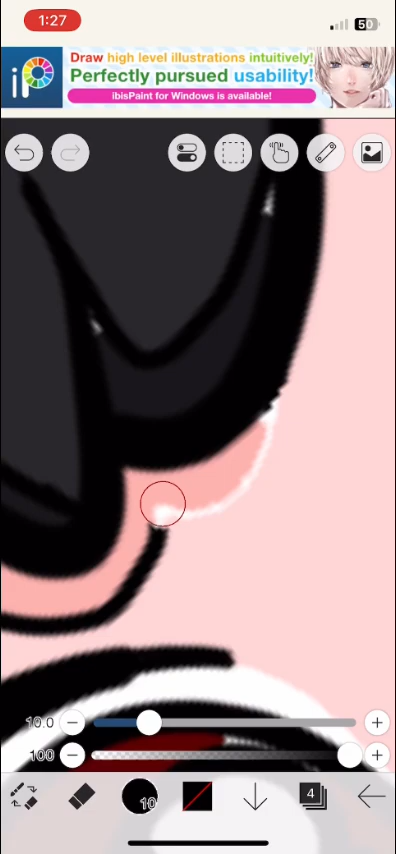 1:27
50
iP
Draw high level illustrations intuitively!
Perfectly pursued usability!
ibisPaint for Windows is available!
10.0
100
10
4